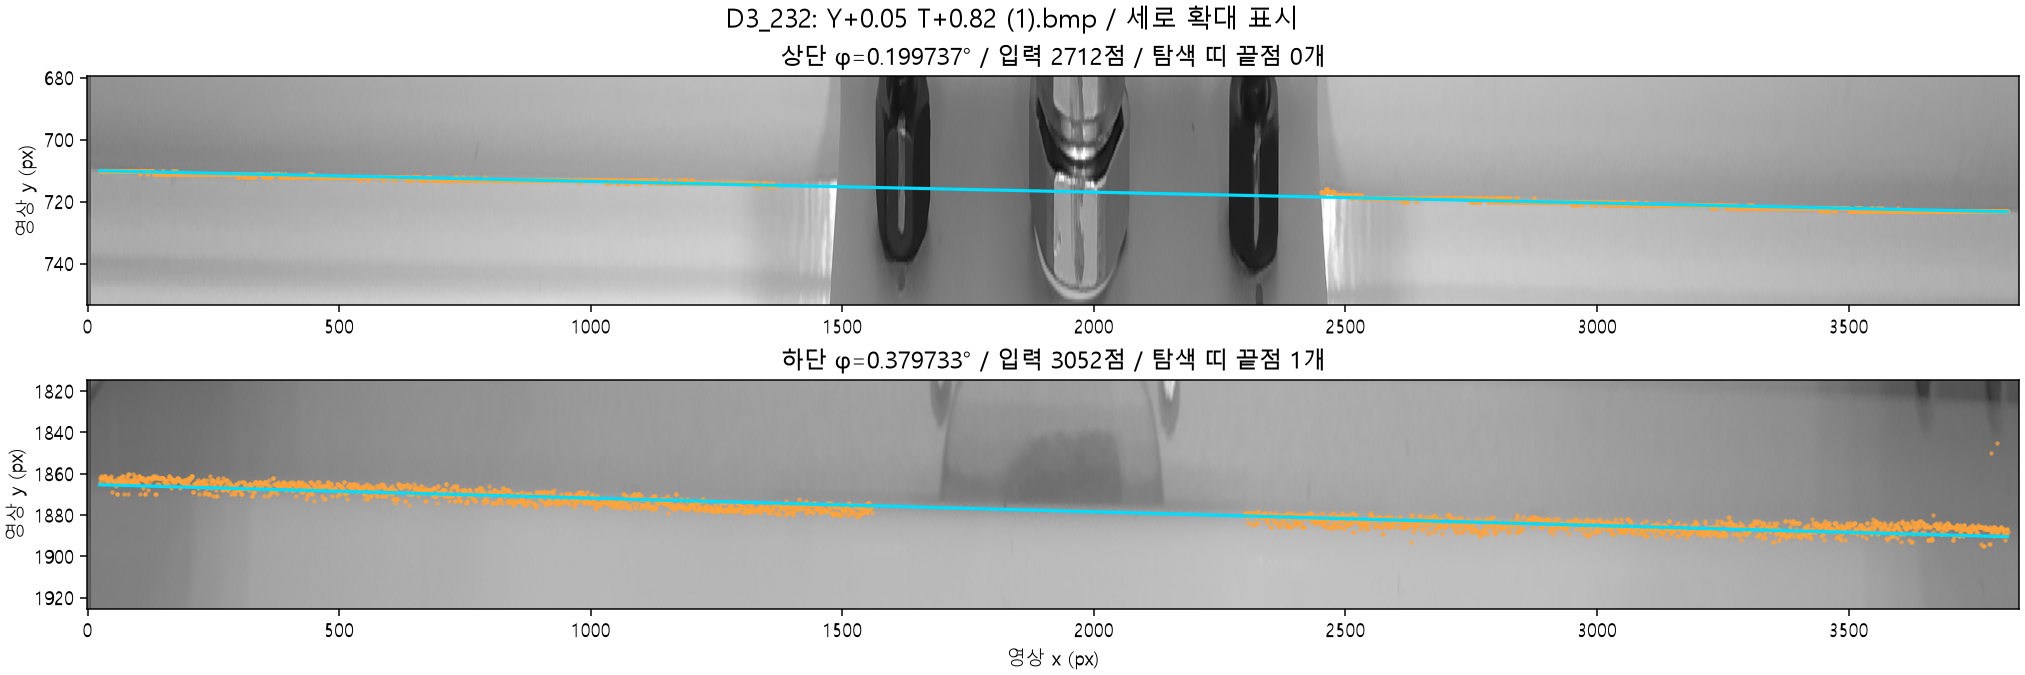 D3_232: Y+0.05 T+0.82 (1).bmp / 세로 확대 표시
상단 φ=0.199737° / 입력 2712점 / 탐색 띠 끝점 0개
680
700
720
740
영상 y (px)
0 500 1000 1500 2000 2500 3000 3500
하단 φ=0.379733° / 입력 3052점 / 탐색 띠 끝점 1개
1820
1840
1860
1880
1900
1920
영상 y (px)
0 500 1000 1500 2000 2500 3000 3500
영상 x (px)